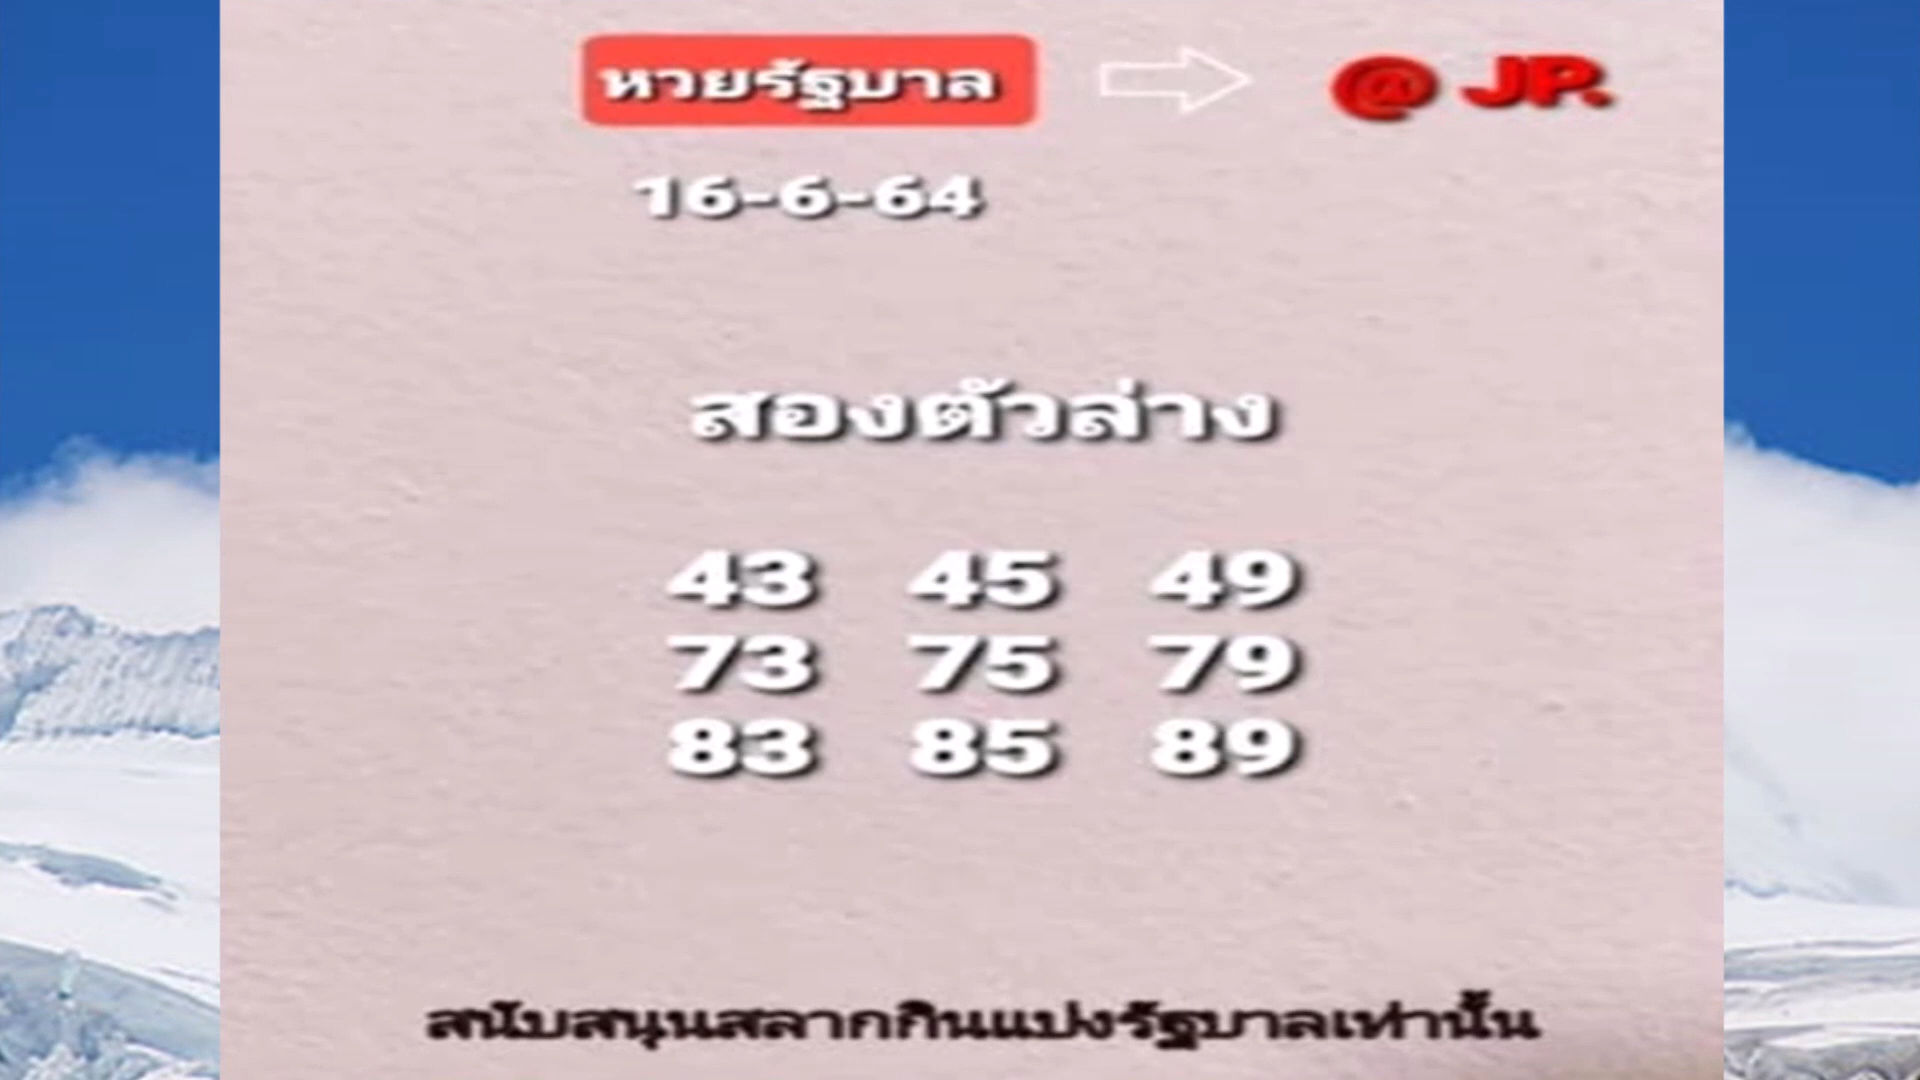 หวยรัฐบาล @ JP.
16-6-64
สองตัวล่าง
43 45 49
73 75 79
83 85 89
สนับสนุนสลากกินแบ่งรัฐบาลเท่านั้น